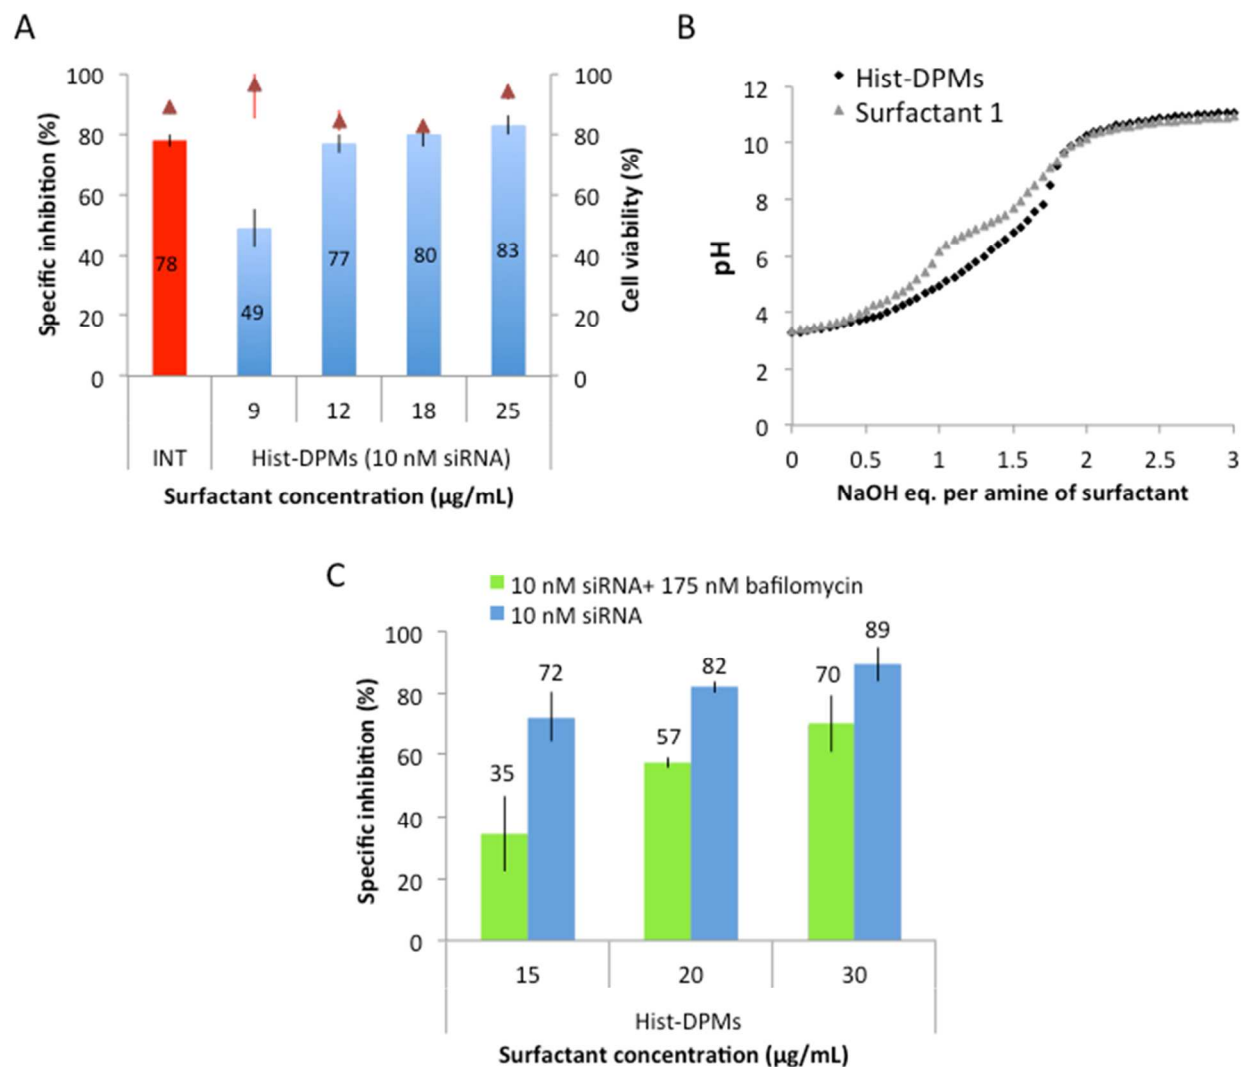 A
Specific inhibition (%)
100
80
60
40
20
0
78
49
77
80
83
100
80
60
40
20
0
Cell viability (%)
9
12
18
25
INT
Hist-DPMs (10 nM siRNA)
Surfactant concentration (µg/mL)
B
Hist-DPMs
Surfactant 1
pH
12
10
8
6
4
2
0
0
0.5
1
1.5
2
2.5
3
NaOH eq. per amine of surfactant
C
10 nM siRNA+ 175 nM bafilomycin
10 nM siRNA
Specific inhibition (%)
100
80
60
40
20
0
35
72
57
82
70
89
15
20
30
Hist-DPMs
Surfactant concentration (µg/mL)